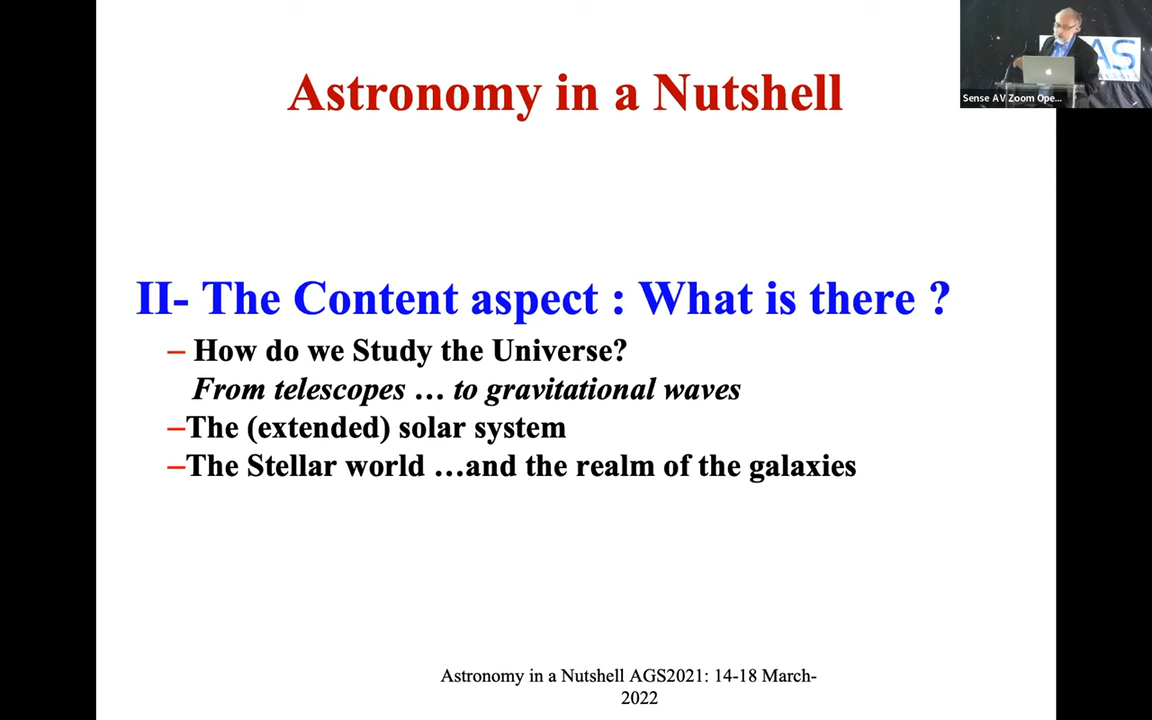 Astronomy in a Nutshell
AS
Sense AV Zoom Ope...
II- The Content aspect : What is there ?
– How do we Study the Universe?
From telescopes … to gravitational waves
–The (extended) solar system
–The Stellar world …and the realm of the galaxies
Astronomy in a Nutshell AGS2021: 14-18 March-
2022